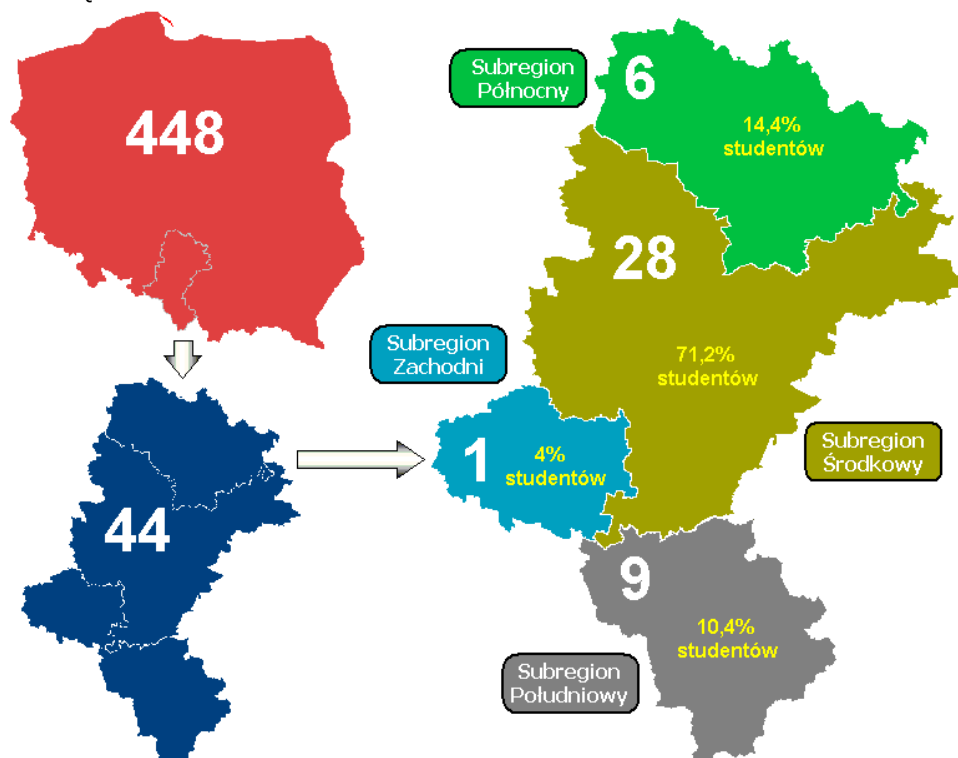 448
44
Subregion
Północny
6
14,4%
studentów
28
71,2%
studentów
Subregion
Zachodni
1
4%
studentów
Subregion
Środkowy
9
10,4%
studentów
Subregion
Południowy